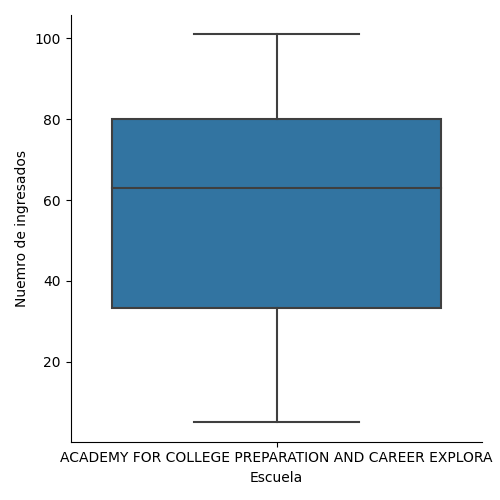 100
80
60
40
20
Nuemro de ingresados
ACADEMY FOR COLLEGE PREPARATION AND CAREER EXPLORA
Escuela